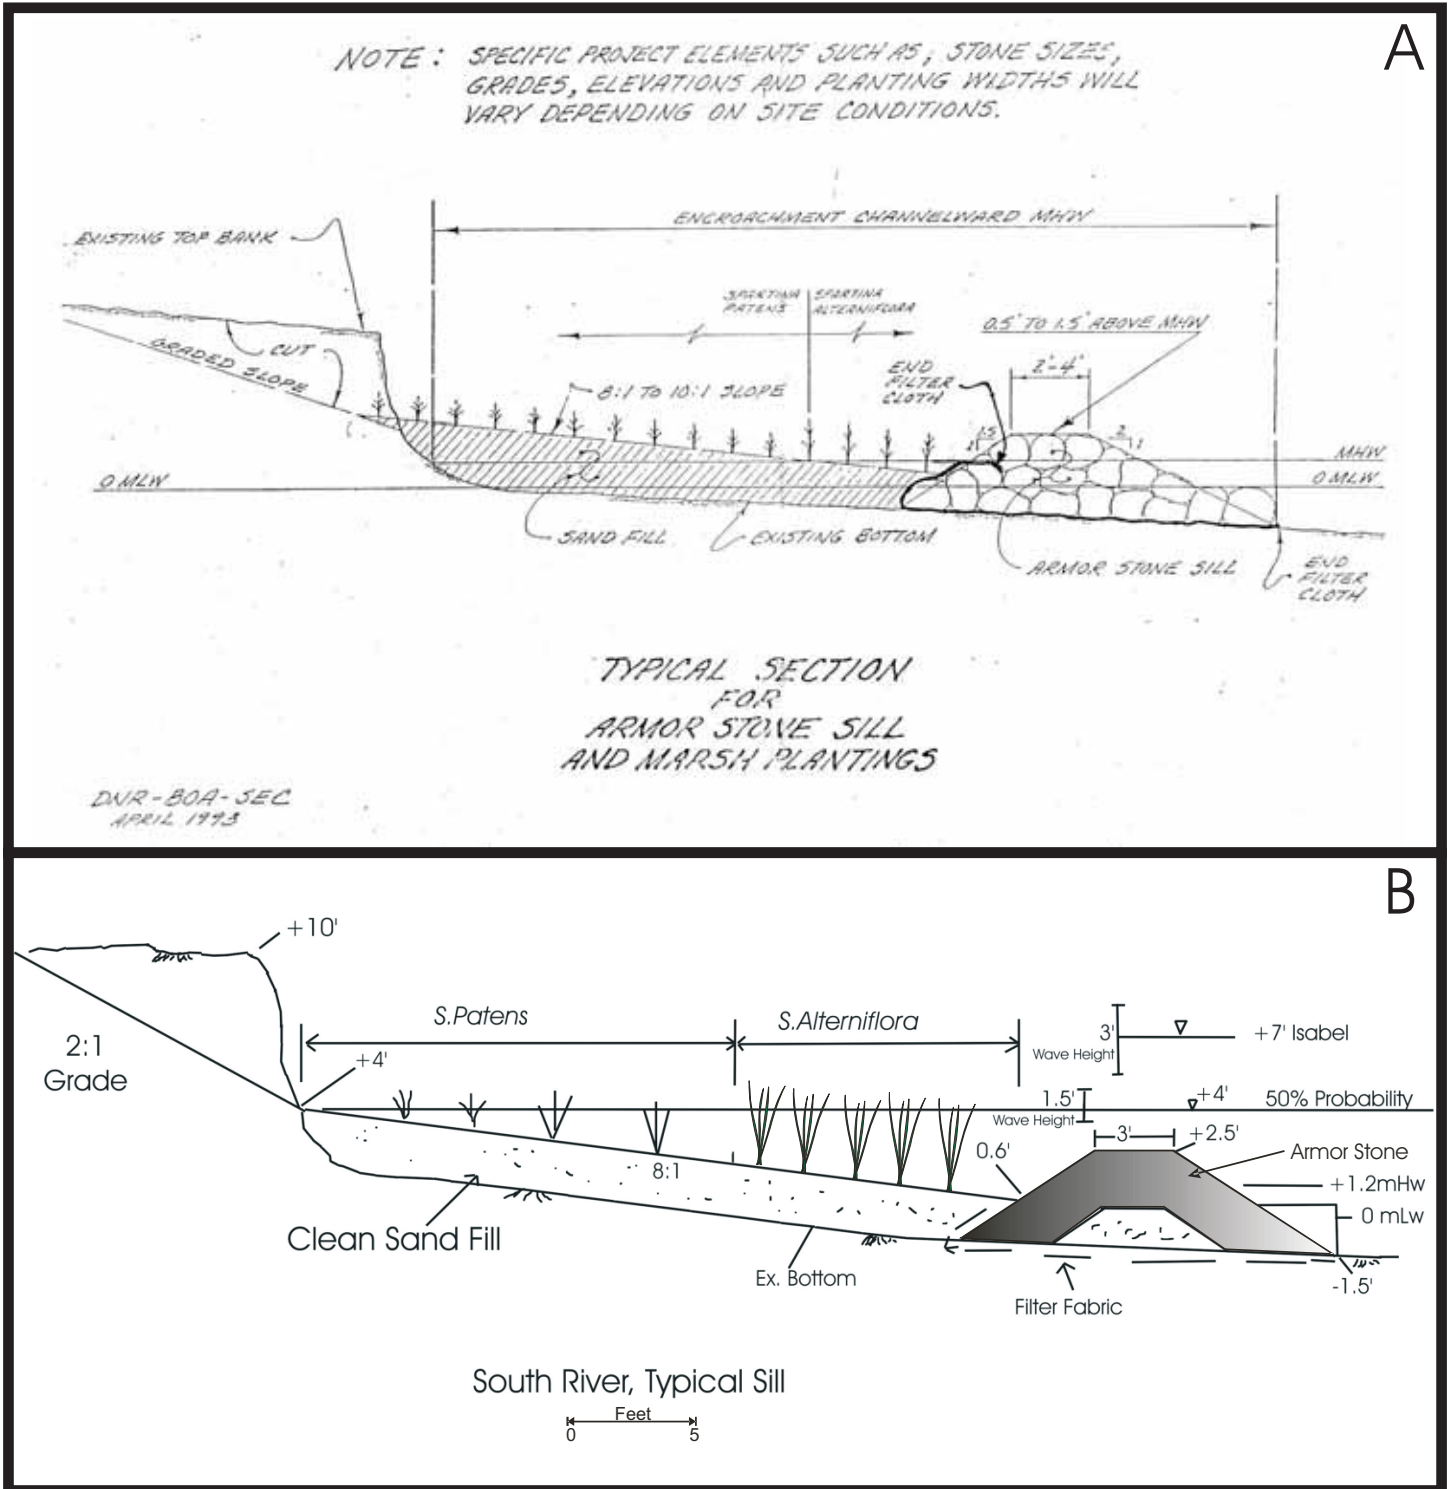 A
NOTE: SPECIFIC PROJECT ELEMENTS SUCH AS; STONE SIZES,
GRADES, ELEVATIONS AND PLANTING WIDTHS WILL
VARY DEPENDING ON SITE CONDITIONS.
ENCROACHMENT CHANNELWARD MHW
EXISTING TOP BANK
SPARTINA
PATENS
SPARTINA
ALTERNIFLORA
0.5' TO 1.5' ABOVE MHW
CUT
GRADED SLOPE
8:1 TO 10:1 SLOPE
END
FILTER
CLOTH
2'-4'
1.5
1
2
1
MHW
0 MLW
0 MLW
SAND FILL
EXISTING BOTTOM
ARMOR STONE SILL
END
FILTER
CLOTH
TYPICAL SECTION
FOR
ARMOR STONE SILL
AND MARSH PLANTINGS
DNR-BOA-SEC
APRIL 1993
B
+10'
S.Patens
S.Alterniflora
3'
Wave Height
+7' Isabel
2:1
Grade
+4'
1.5'
Wave Height
+4'
50% Probability
3'
+2.5'
0.6'
Armor Stone
8:1
+1.2mHw
0 mLw
Clean Sand Fill
Ex. Bottom
-1.5'
Filter Fabric
South River, Typical Sill
Feet
0 5